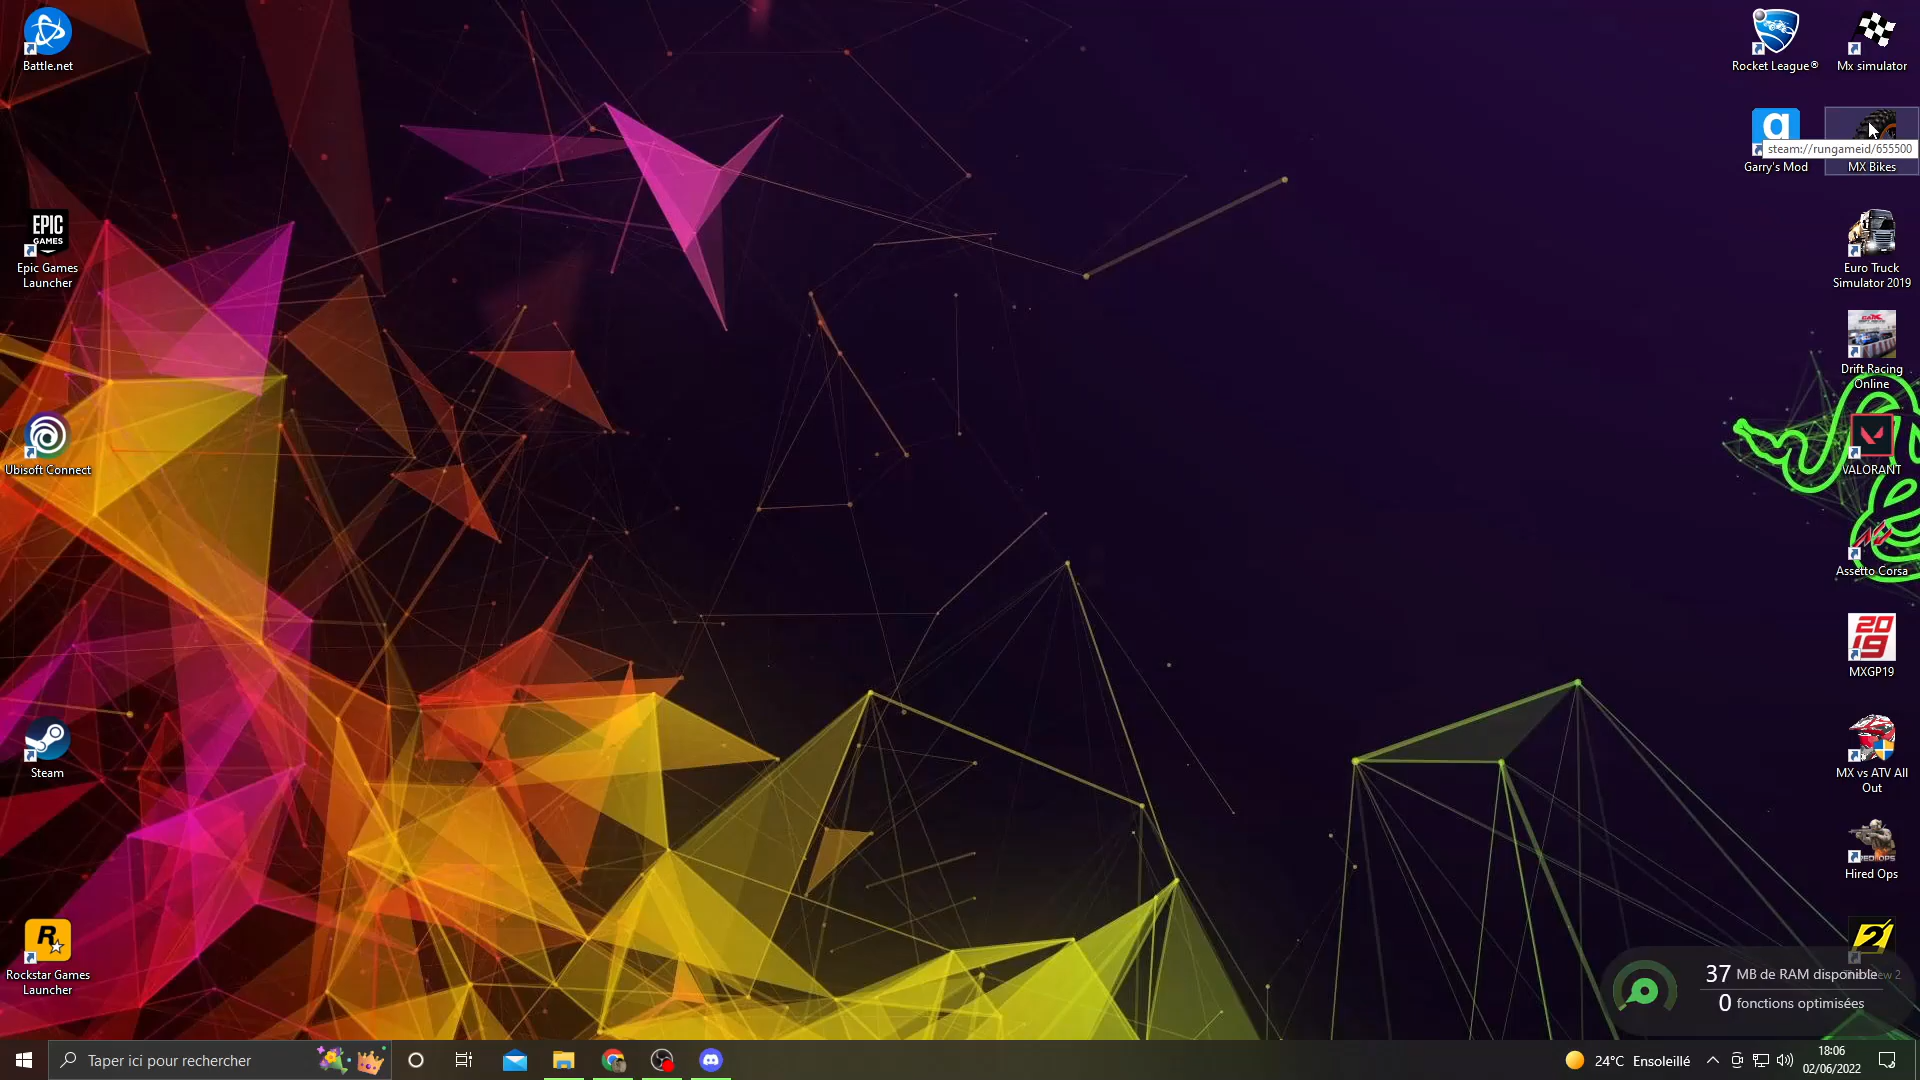 Battle.net
EPIC
GAMES
Epic Games
Launcher
Ubisoft Connect
Steam
R
Rockstar Games
Launcher
Rocket League®
Mx simulator
g
Garry's Mod
steam://rungameid/655500
MX Bikes
Euro Truck
Simulator 2019
Drift Racing
Online
VALORANT
Assetto Corsa
2019
MXGP19
MX vs ATV All
Out
Hired Ops
2
37 MB de RAM disponible
0 fonctions optimisées
Taper ici pour rechercher
24°C Ensoleillé
18:06
02/06/2022